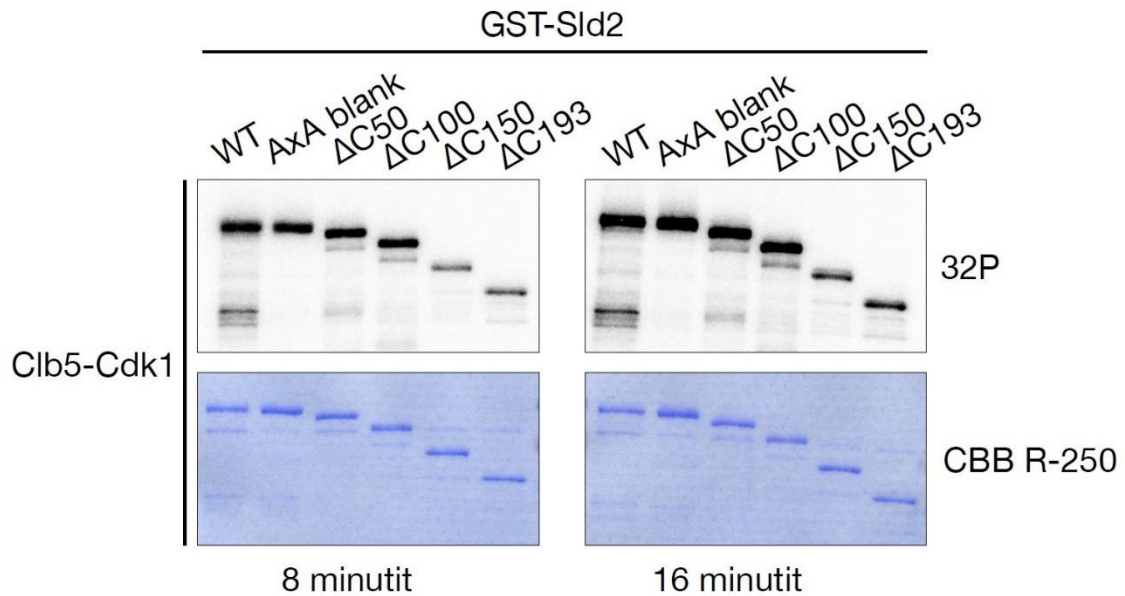 GST-Sld2
WT AxA blank ΔC50 ΔC100 ΔC150 ΔC193
WT AxA blank ΔC50 ΔC100 ΔC150 ΔC193
32P
Clb5-Cdk1
CBB R-250
8 minutit
16 minutit